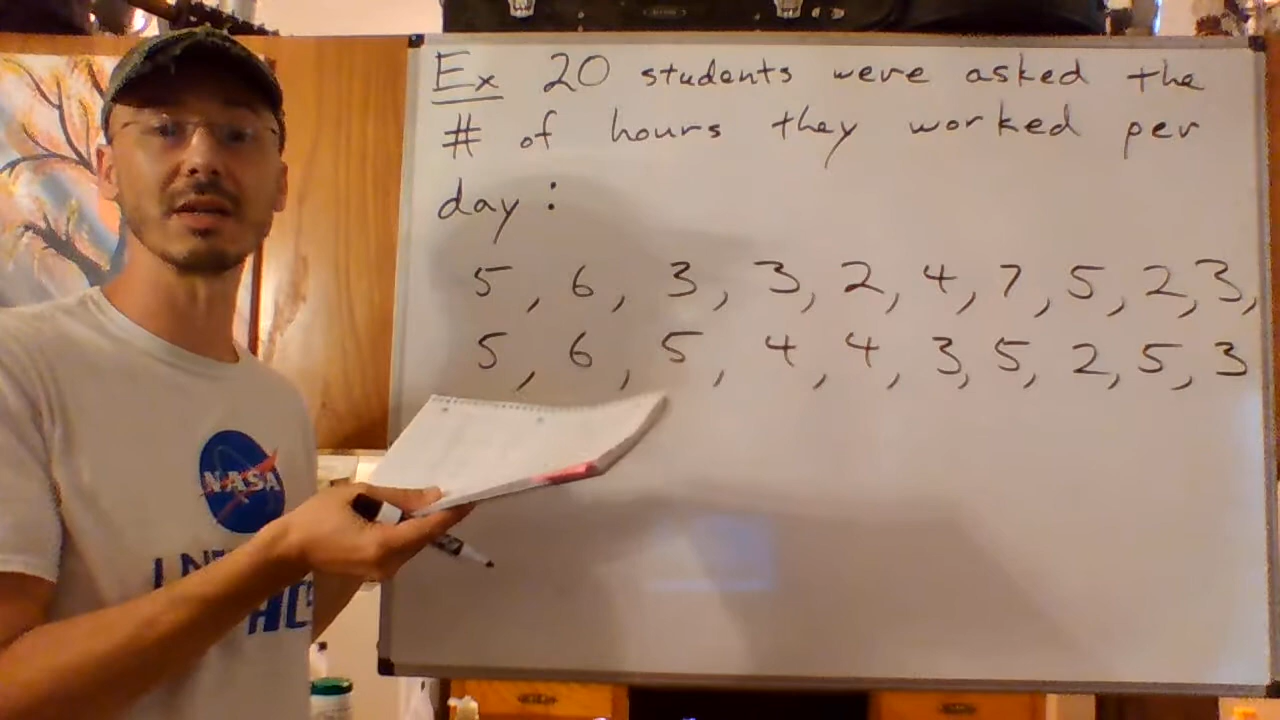 Ex 20 students were asked the
# of hours they worked per
day:
5, 6, 3, 3, 2, 4, 7, 5, 2, 3,
5, 6, 5, 4, 4, 3, 5, 2, 5, 3
NASA